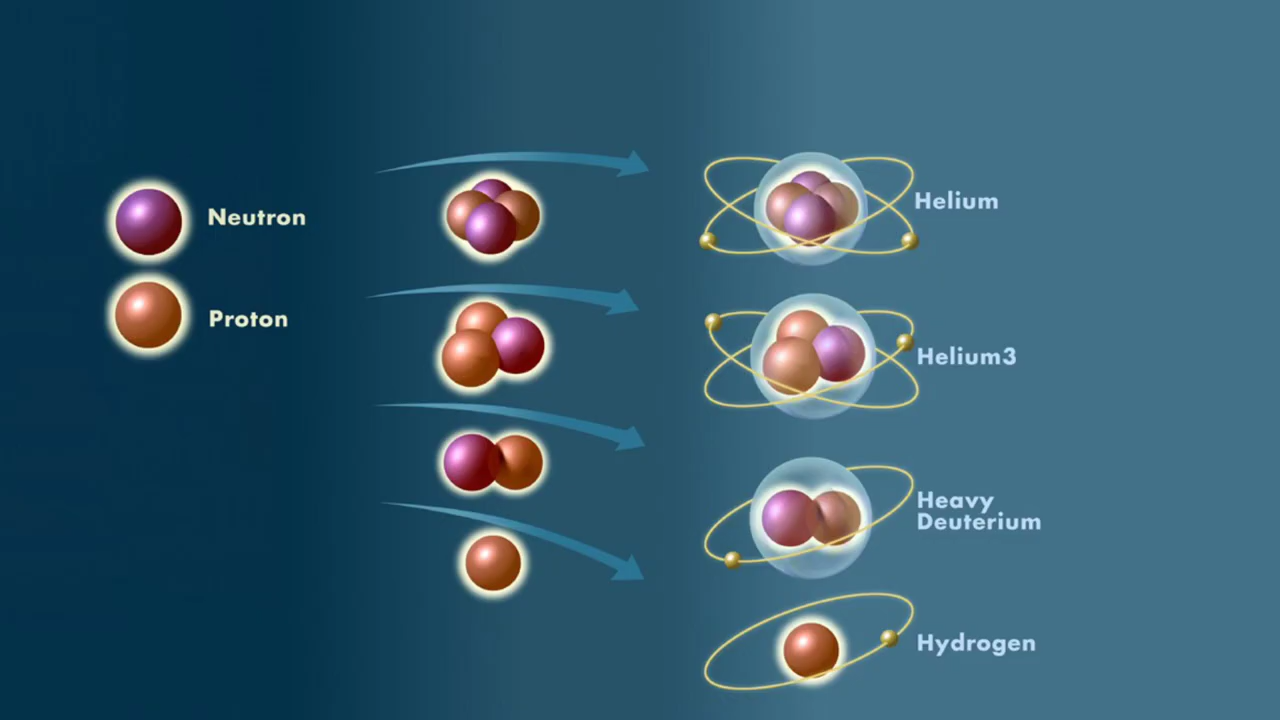 Neutron
Proton
Helium
Helium3
Heavy
Deuterium
Hydrogen